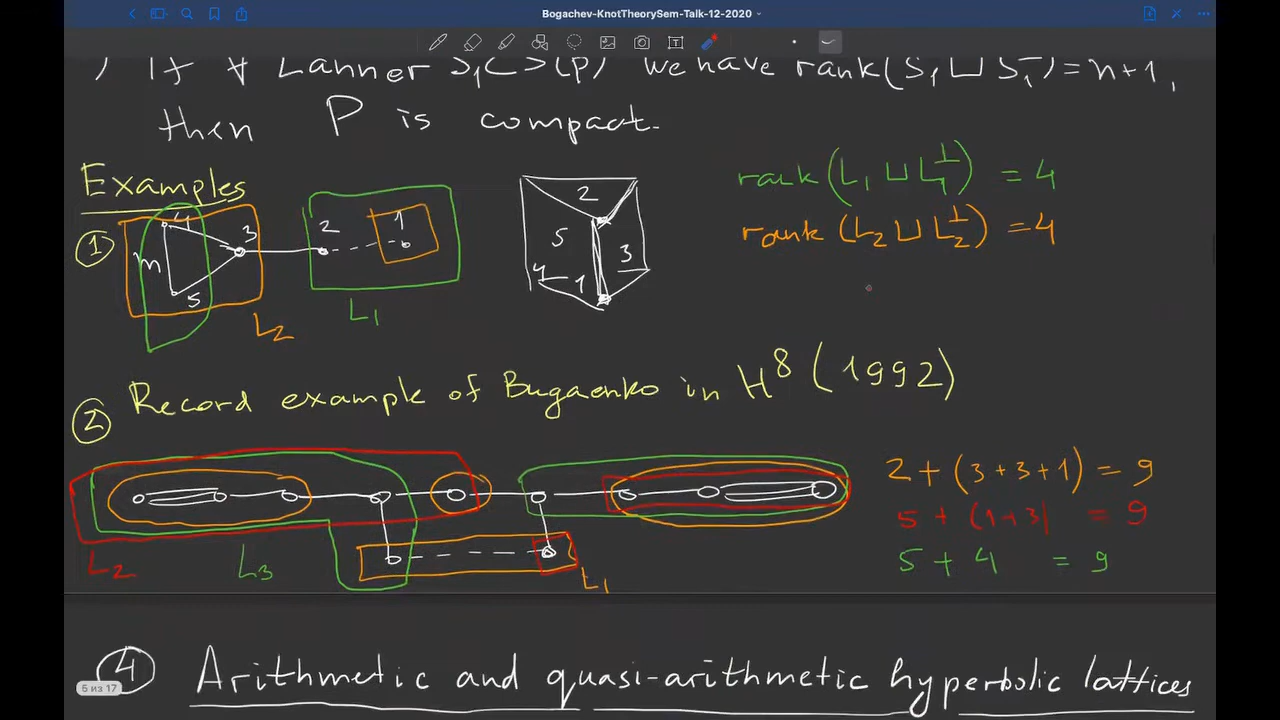 Bogachev-KnotTheorySem-Talk-12-2020
) If ∀ Lanner S₁⊂S(P) we have rank(S₁ ⊔ S₁^⊥) = n+1,
then P is compact.
Examples
① 4 m 5 3 2 1
L₂ L₁
2 5 3 4 1
rank (L₁ ⊔ L₁^⊥) = 4
rank (L₂ ⊔ L₂^⊥) = 4
② Record example of Bugaenko in H⁸ (1992)
L₂ L₃ L₁
2 + (3+3+1) = 9
5 + (1+3) = 9
5 + 4 = 9
④ Arithmetic and quasi-arithmetic hyperbolic lattices
5 из 17